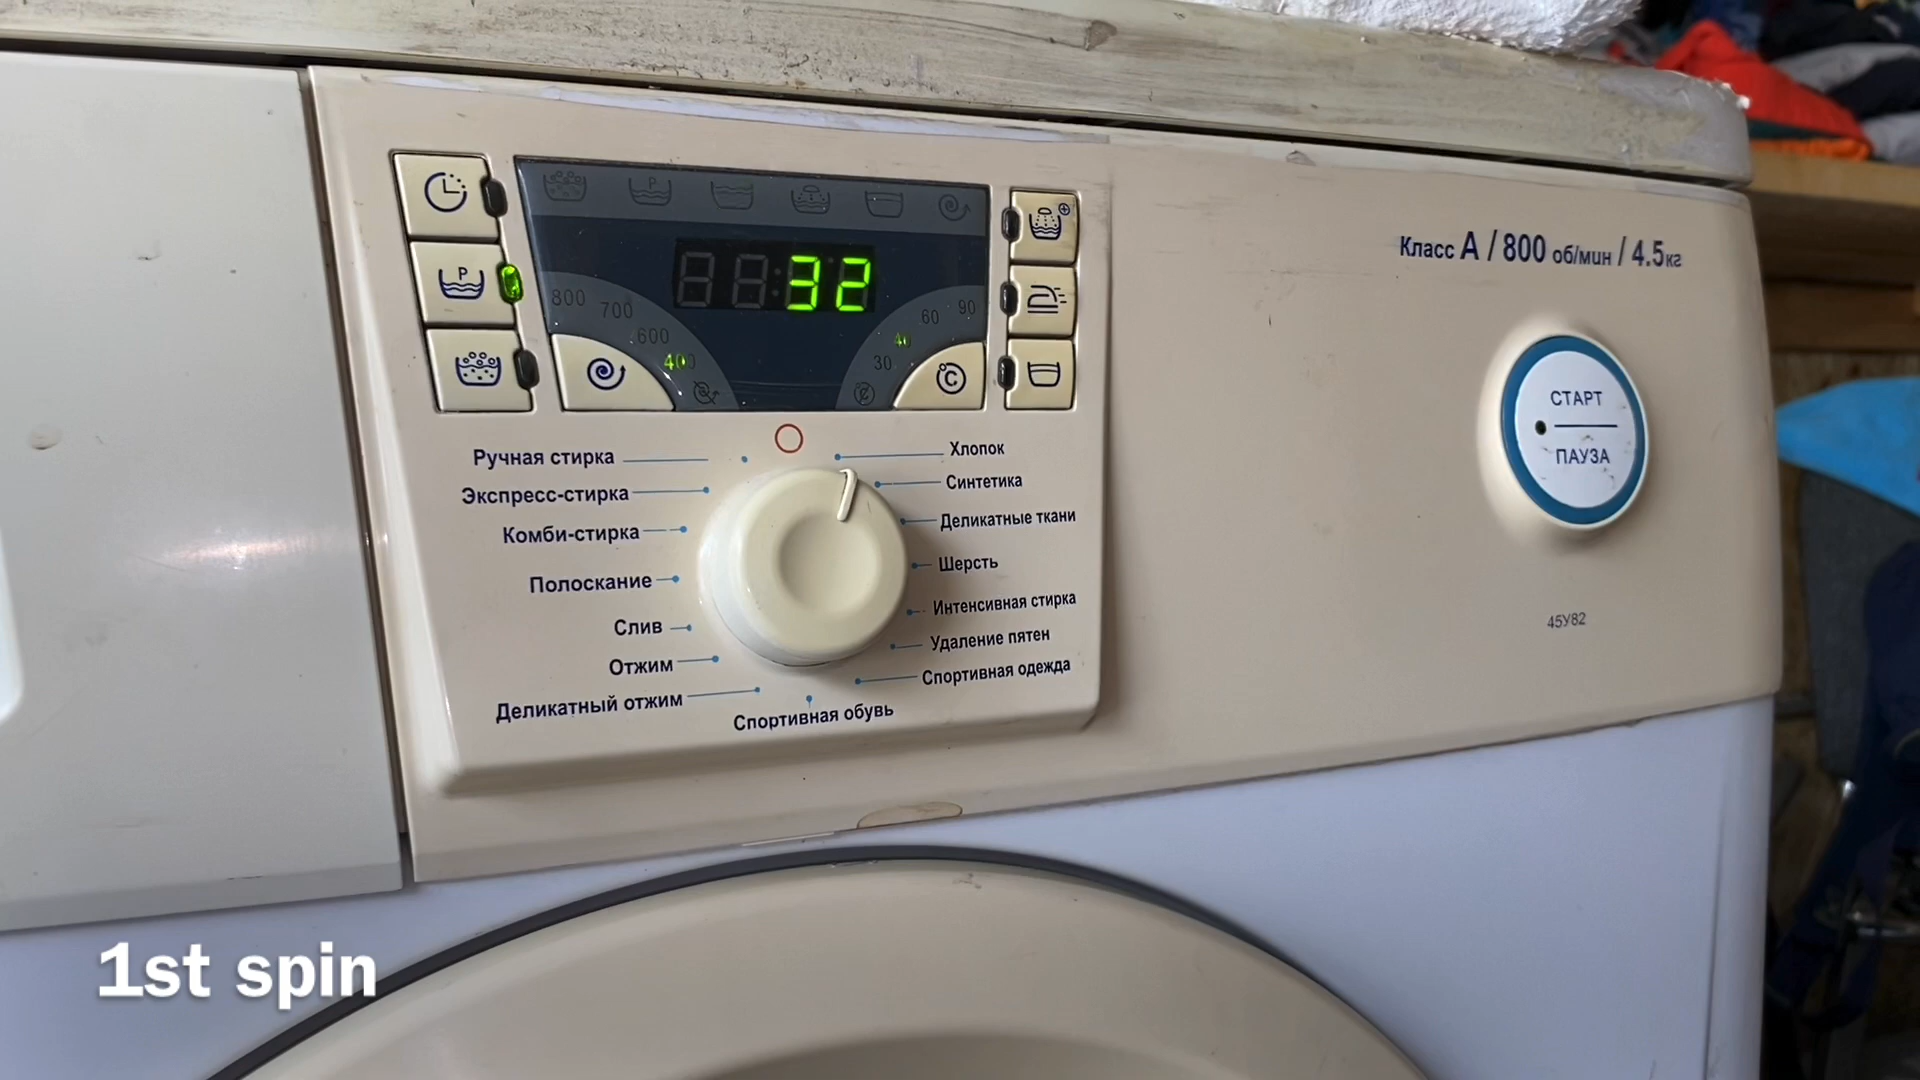 Класс A / 800 об/мин / 4.5кг
P
P
32
800
700
600
400
90
60
40
30
°C
СТАРТ
ПАУЗА
Ручная стирка
Экспресс-стирка
Комби-стирка
Полоскание
Слив
Отжим
Деликатный отжим
Спортивная обувь
Хлопок
Синтетика
Деликатные ткани
Шерсть
Интенсивная стирка
Удаление пятен
Спортивная одежда
45У82
1st spin